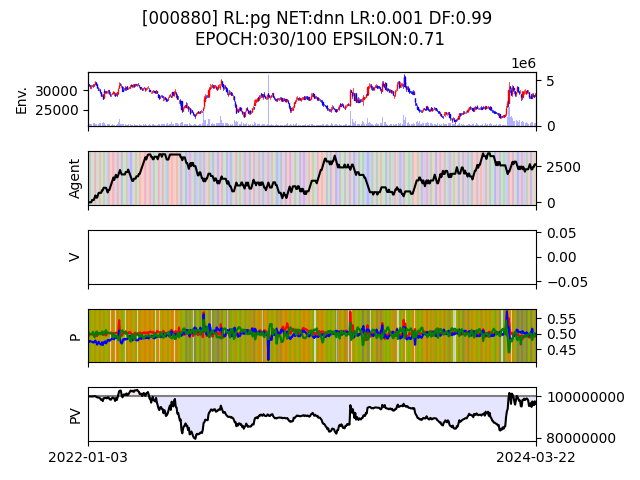 [000880] RL:pg NET:dnn LR:0.001 DF:0.99
EPOCH:030/100 EPSILON:0.71
1e6
Env.
30000
25000
5
0
Agent
2500
0
V
0.05
0.00
−0.05
P
0.55
0.50
0.45
PV
100000000
80000000
2022-01-03
2024-03-22